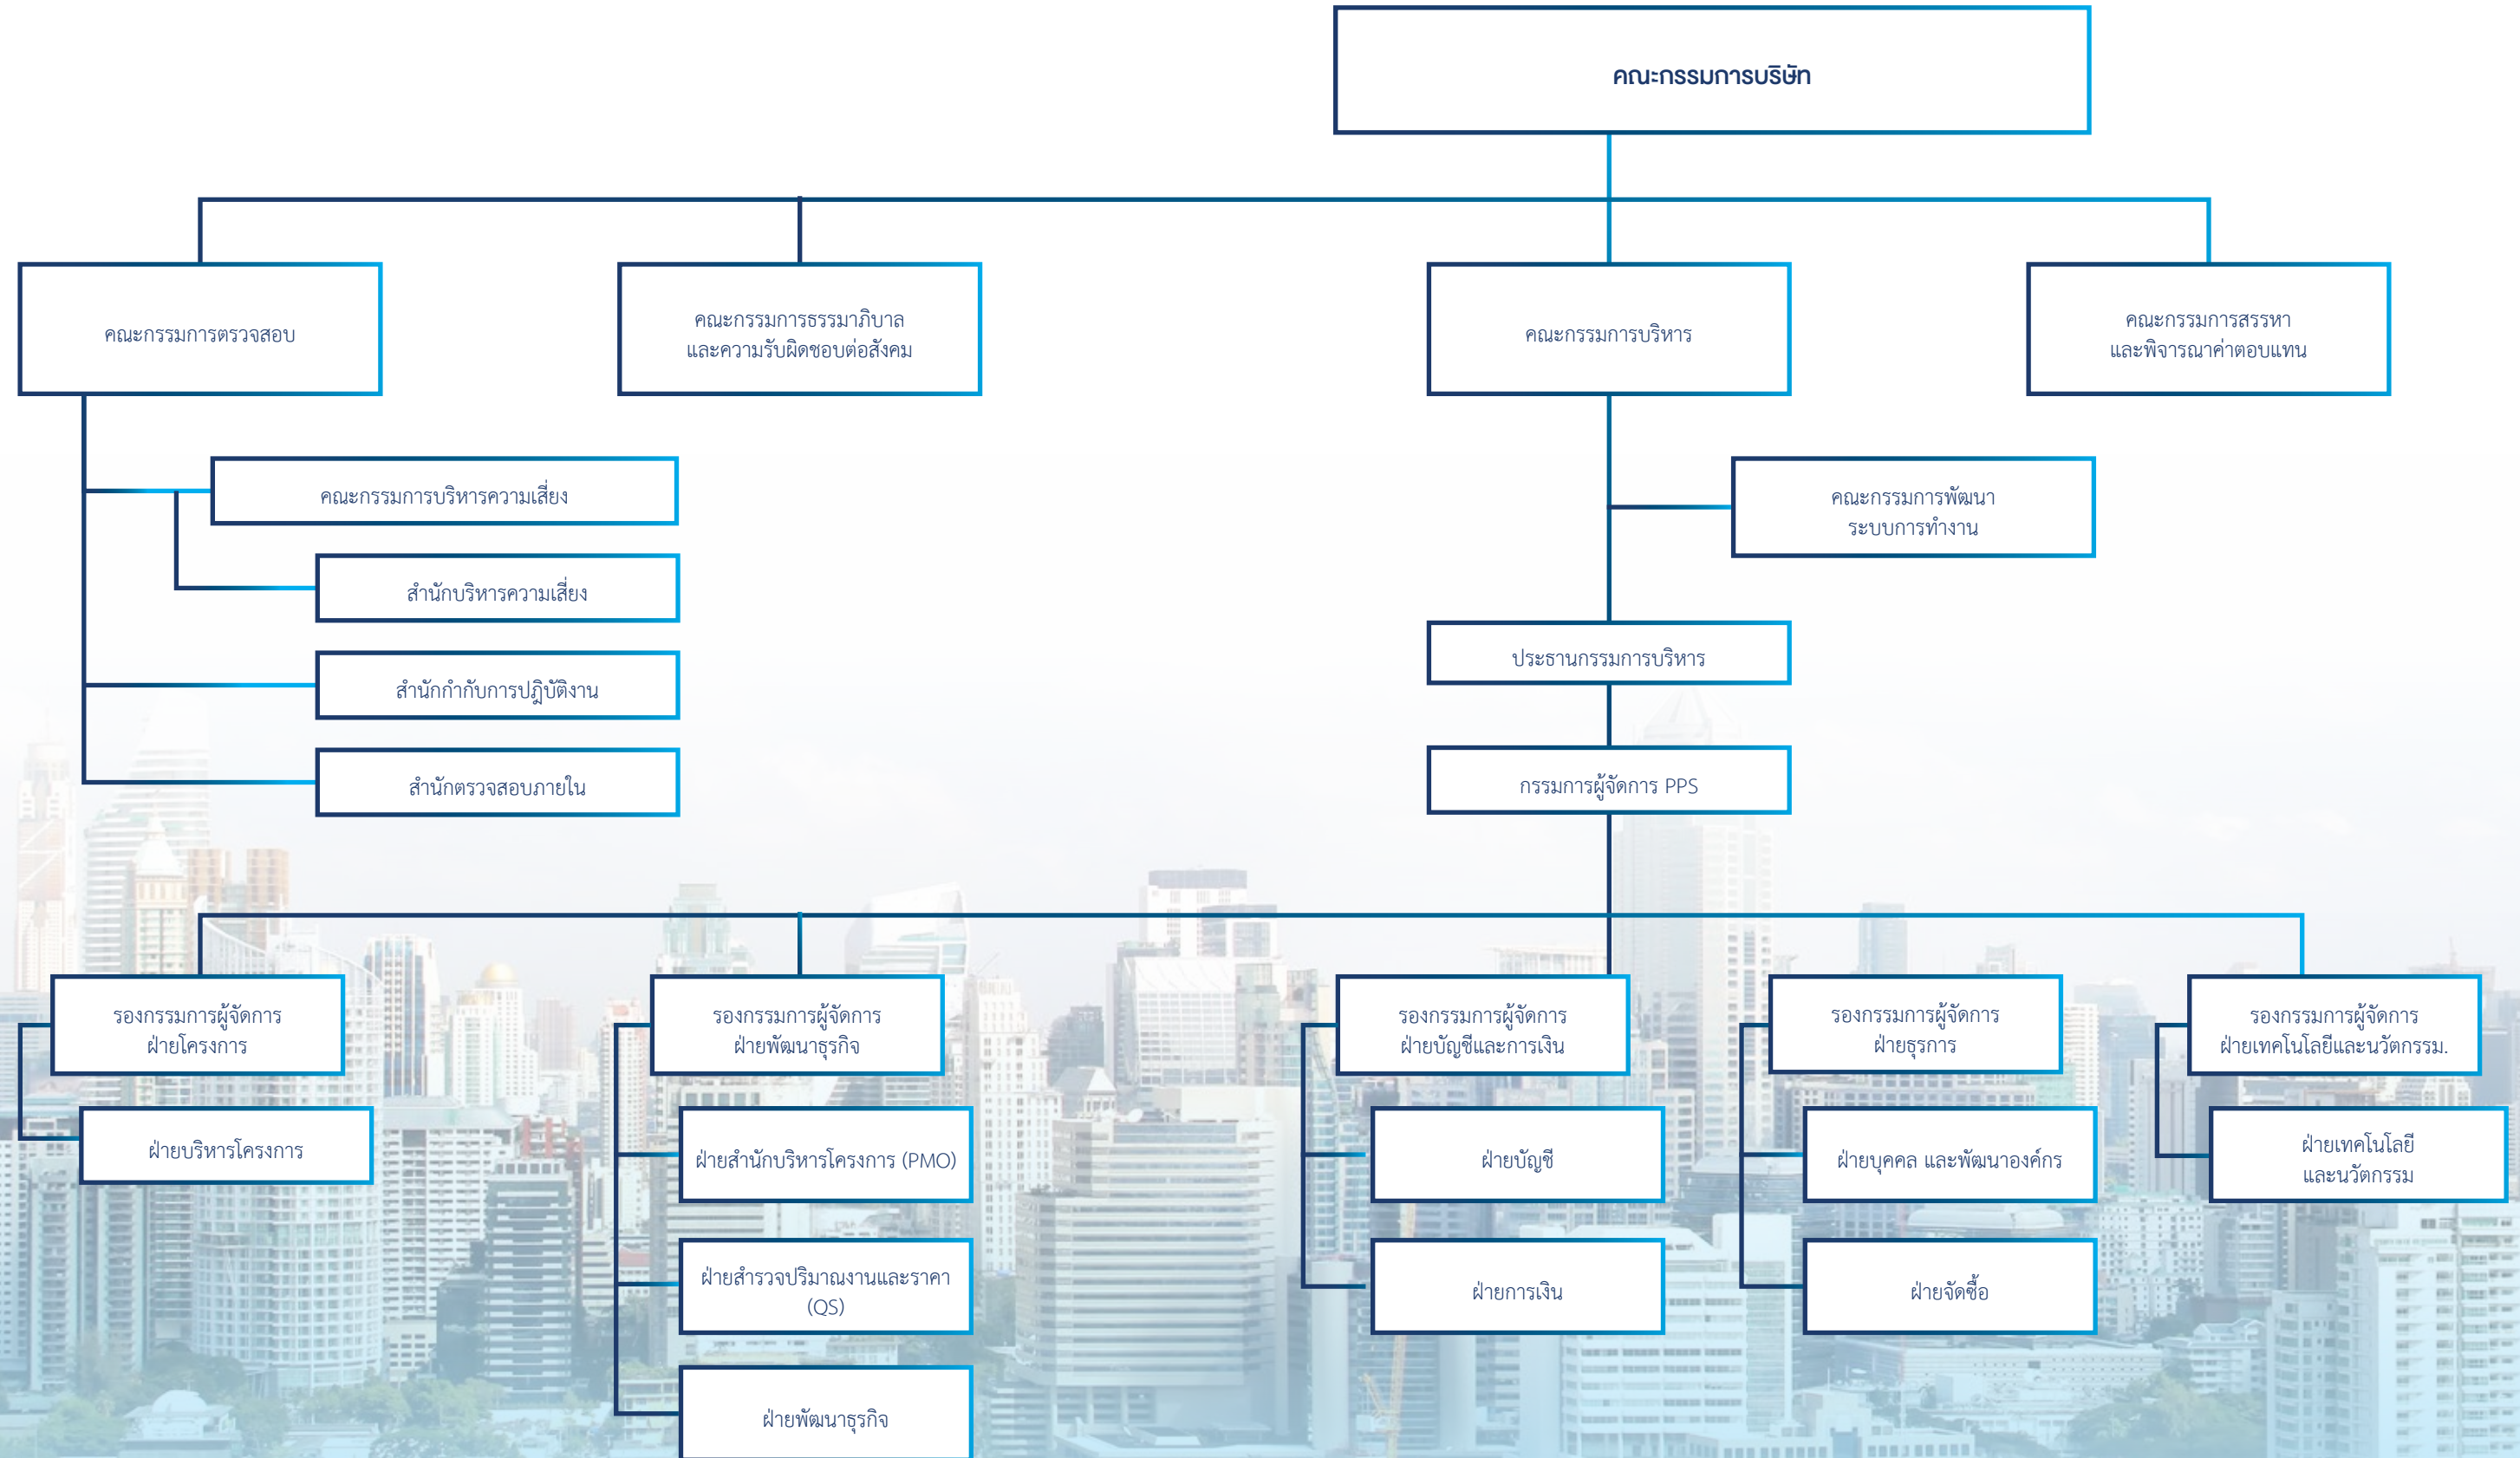 คณะกรรมการบริษัท
คณะกรรมการตรวจสอบ
คณะกรรมการธรรมาภิบาล
และความรับผิดชอบต่อสังคม
คณะกรรมการบริหาร
คณะกรรมการสรรหา
และพิจารณาค่าตอบแทน
คณะกรรมการบริหารความเสี่ยง
คณะกรรมการพัฒนา
ระบบการทำงาน
สำนักบริหารความเสี่ยง
ประธานกรรมการบริหาร
สำนักกำกับการปฎิบัติงาน
สำนักตรวจสอบภายใน
กรรมการผู้จัดการ PPS
รองกรรมการผู้จัดการ
ฝ่ายโครงการ
รองกรรมการผู้จัดการ
ฝ่ายพัฒนาธุรกิจ
รองกรรมการผู้จัดการ
ฝ่ายบัญชีและการเงิน
รองกรรมการผู้จัดการ
ฝ่ายธุรการ
รองกรรมการผู้จัดการ
ฝ่ายเทคโนโลยีและนวัตกรรม.
ฝ่ายบริหารโครงการ
ฝ่ายสำนักบริหารโครงการ (PMO)
ฝ่ายบัญชี
ฝ่ายบุคคล และพัฒนาองค์กร
ฝ่ายเทคโนโลยี
และนวัตกรรม
ฝ่ายสำรวจปริมาณงานและราคา
(QS)
ฝ่ายการเงิน
ฝ่ายจัดซื้อ
ฝ่ายพัฒนาธุรกิจ